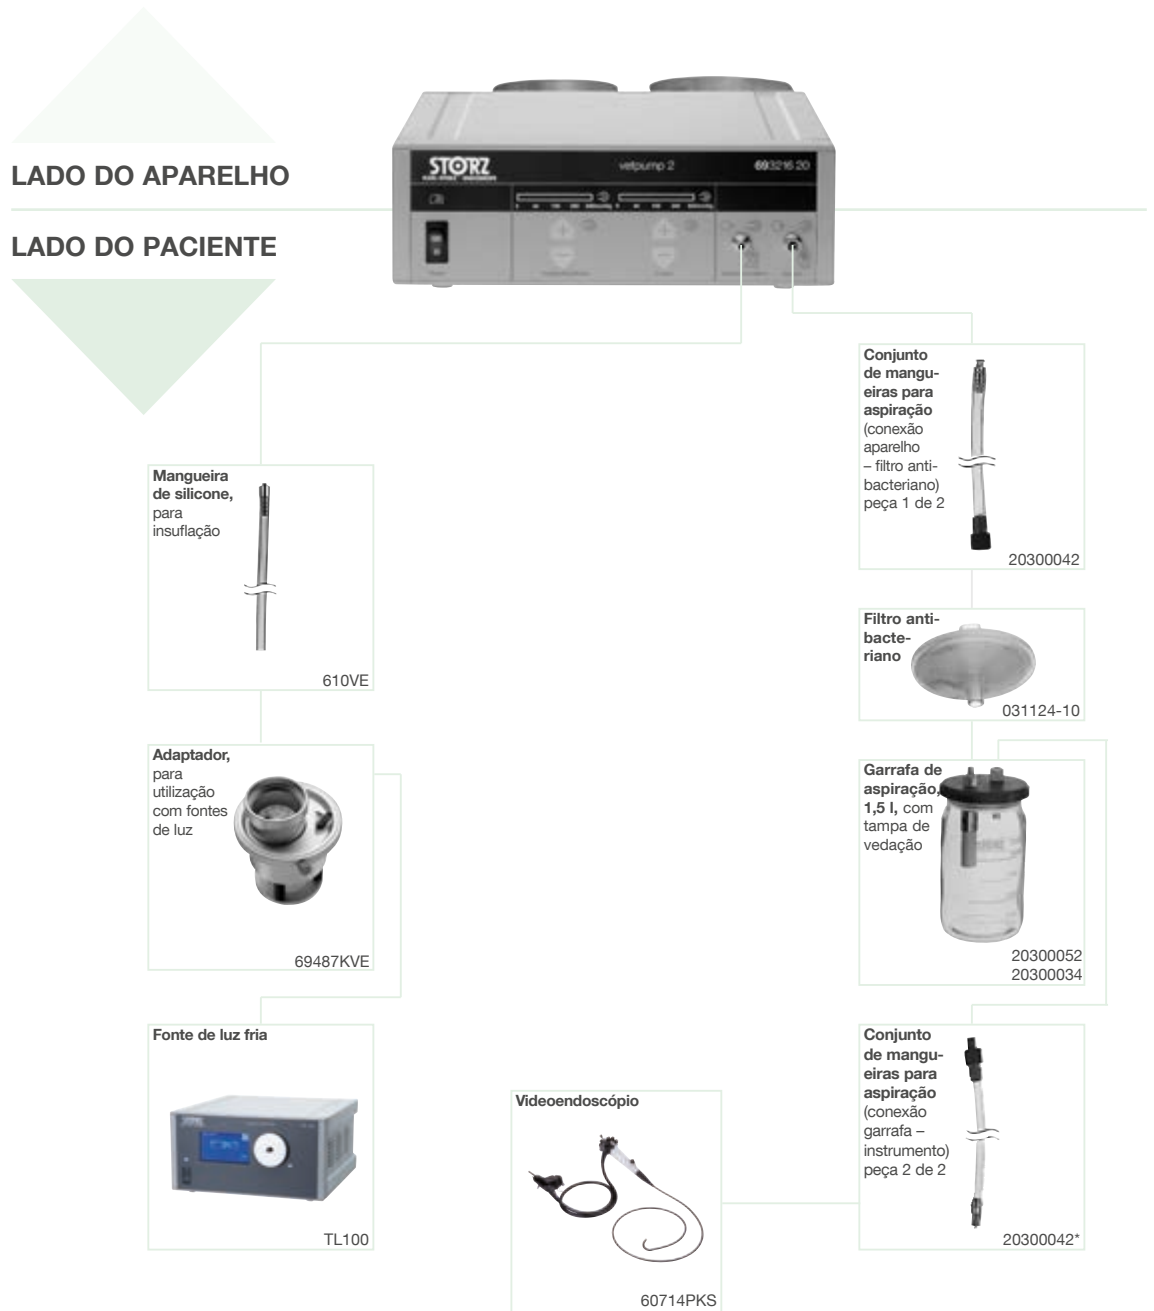 LADO DO APARELHO
LADO DO PACIENTE
STORZ
vetpump 2
693216 20
Mangueira
de silicone,
para
insuflação
610VE
Adaptador,
para
utilização
com fontes
de luz
69487KVE
Fonte de luz fria
STORZ
TL100
Videoendoscópio
60714PKS
Conjunto
de mangu-
eiras para
aspiração
(conexão
aparelho
– filtro anti-
bacteriano)
peça 1 de 2
20300042
Filtro anti-
bacte-
riano
031124-10
Garrafa de
aspiração,
1,5 l, com
tampa de
vedação
20300052
20300034
Conjunto
de mangu-
eiras para
aspiração
(conexão
garrafa –
instrumento)
peça 2 de 2
20300042*